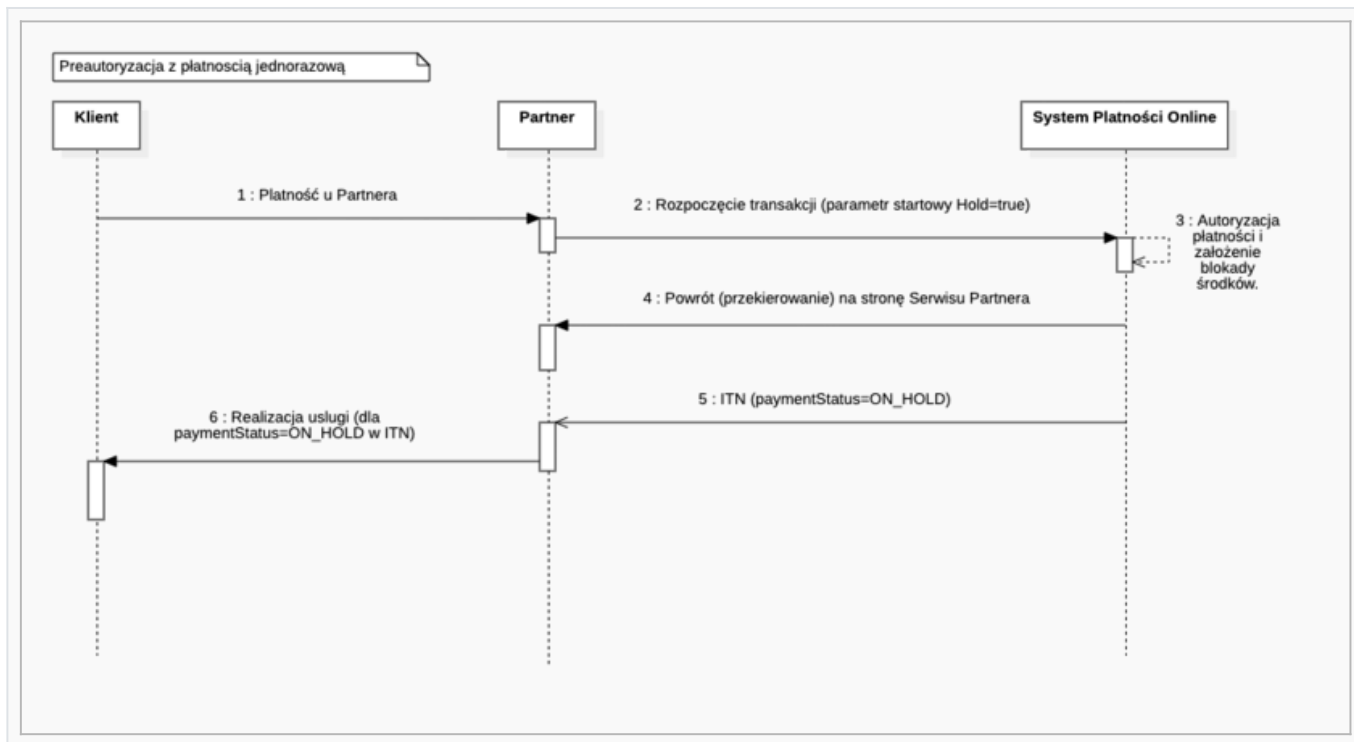 Preautoryzacja z płatnoscią jednorazową
Klient
Partner
System Platności Online
1 : Platność u Partnera
2 : Rozpoczęcie transakcji (parametr startowy Hold=true)
3 : Autoryzacja
płatności i
założenie
blokady
środków.
4 : Powrót (przekierowanie) na stronę Serwisu Partnera
5 : ITN (paymentStatus=ON_HOLD)
6 : Realizacja uslugi (dla
paymentStatus=ON_HOLD w ITN)